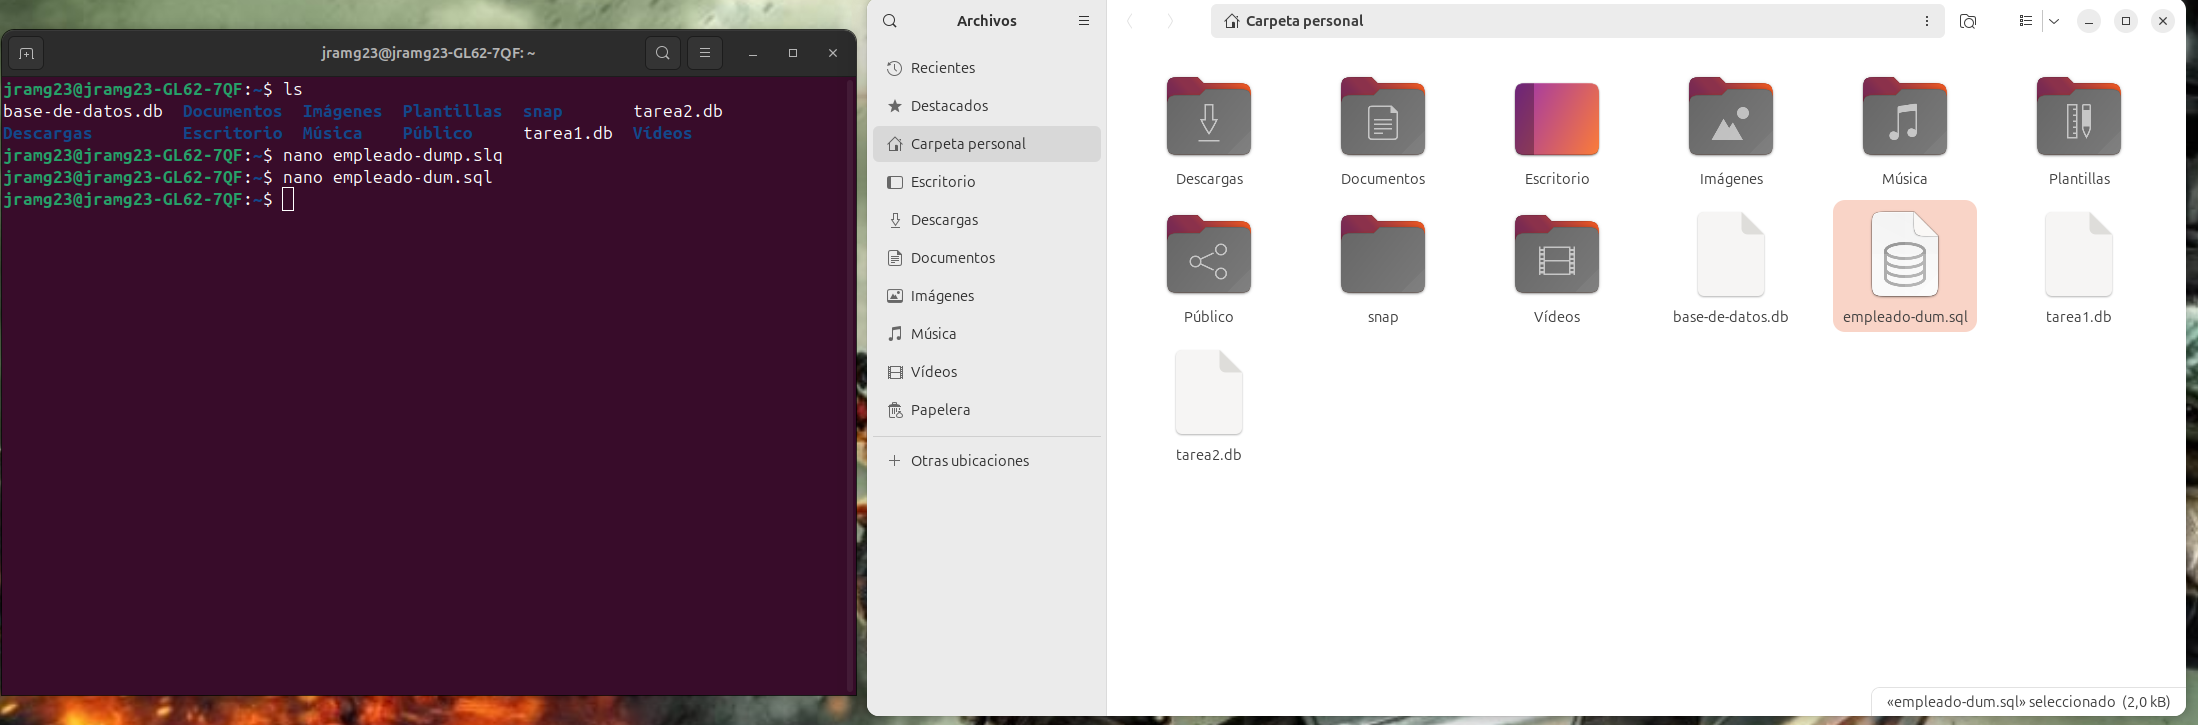 jramg23@jramg23-GL62-7QF: ~
jramg23@jramg23-GL62-7QF:~$ ls
base-de-datos.db Documentos Imágenes Plantillas snap tarea2.db
Descargas Escritorio Música Público tarea1.db Vídeos
jramg23@jramg23-GL62-7QF:~$ nano empleado-dump.slq
jramg23@jramg23-GL62-7QF:~$ nano empleado-dum.sql
jramg23@jramg23-GL62-7QF:~$
Archivos
Recientes
Destacados
Carpeta personal
Escritorio
Descargas
Documentos
Imágenes
Música
Vídeos
Papelera
Otras ubicaciones
Carpeta personal
Descargas Documentos Escritorio Imágenes Música Plantillas
Público snap Vídeos base-de-datos.db empleado-dum.sql tarea1.db
tarea2.db
«empleado-dum.sql» seleccionado (2,0 kB)